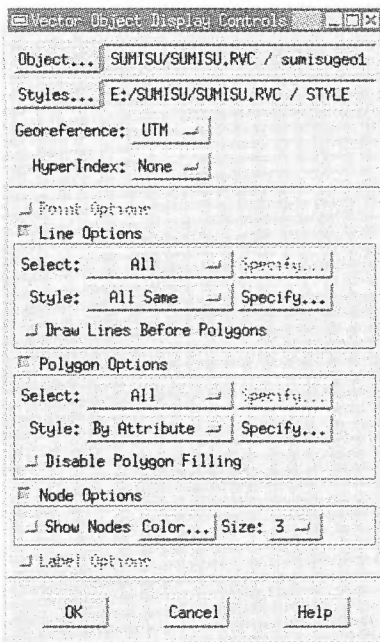 Vector Object Display Controls
Object... SUMISU/SUMISU.RVC / sumisugeo1
Styles... E:/SUMISU/SUMISU.RVC / STYLE
Georeference: UTM
HyperIndex: None
Point Options
Line Options
Select: All Specify...
Style: All Same Specify...
Draw Lines Before Polygons
Polygon Options
Select: All Specify...
Style: By Attribute Specify...
Disable Polygon Filling
Node Options
Show Nodes Color... Size: 3
Label Options
OK Cancel Help